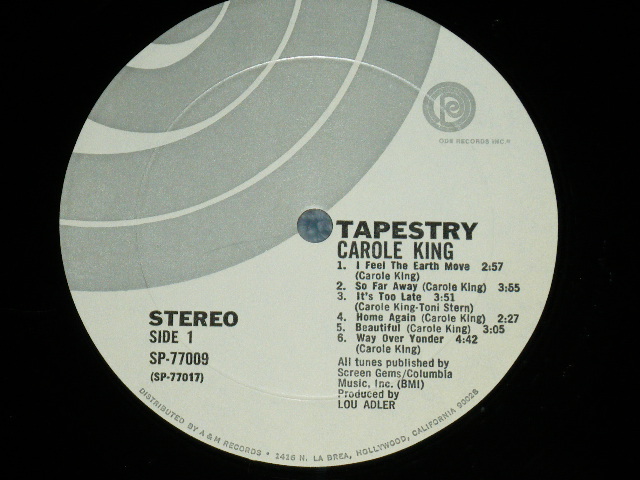 ODE RECORDS INC.®
TAPESTRY
CAROLE KING
1. I Feel The Earth Move 2:57
(Carole King)
2. So Far Away (Carole King) 3:55
3. It's Too Late 3:51
(Carole King-Toni Stern)
4. Home Again (Carole King) 2:27
5. Beautiful (Carole King) 3:05
6. Way Over Yonder 4:42
(Carole King)
STEREO
SIDE 1
SP-77009
(SP-77017)
All tunes published by
Screen Gems/Columbia
Music, Inc. (BMI)
Produced by
LOU ADLER
DISTRIBUTED BY A & M RECORDS • 1416 N. LA BREA, HOLLYWOOD, CALIFORNIA 90028